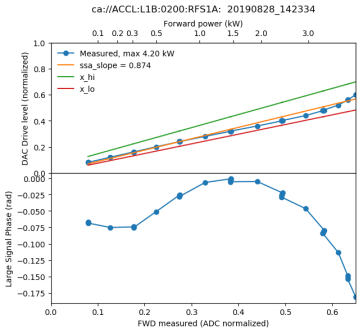 ca://ACCL:L1B:0200:RFS1A:  20190828_142334
Forward power (kW)
0.1 0.2 0.3 0.5 1.0 1.5 2.0 3.0
DAC Drive level (normalized)
1.0
0.8
0.6
0.4
0.2
0.0
Measured, max 4.20 kW
ssa_slope = 0.874
x_hi
x_lo
Large Signal Phase (rad)
0.000
−0.025
−0.050
−0.075
−0.100
−0.125
−0.150
−0.175
0.0 0.1 0.2 0.3 0.4 0.5 0.6
FWD measured (ADC normalized)